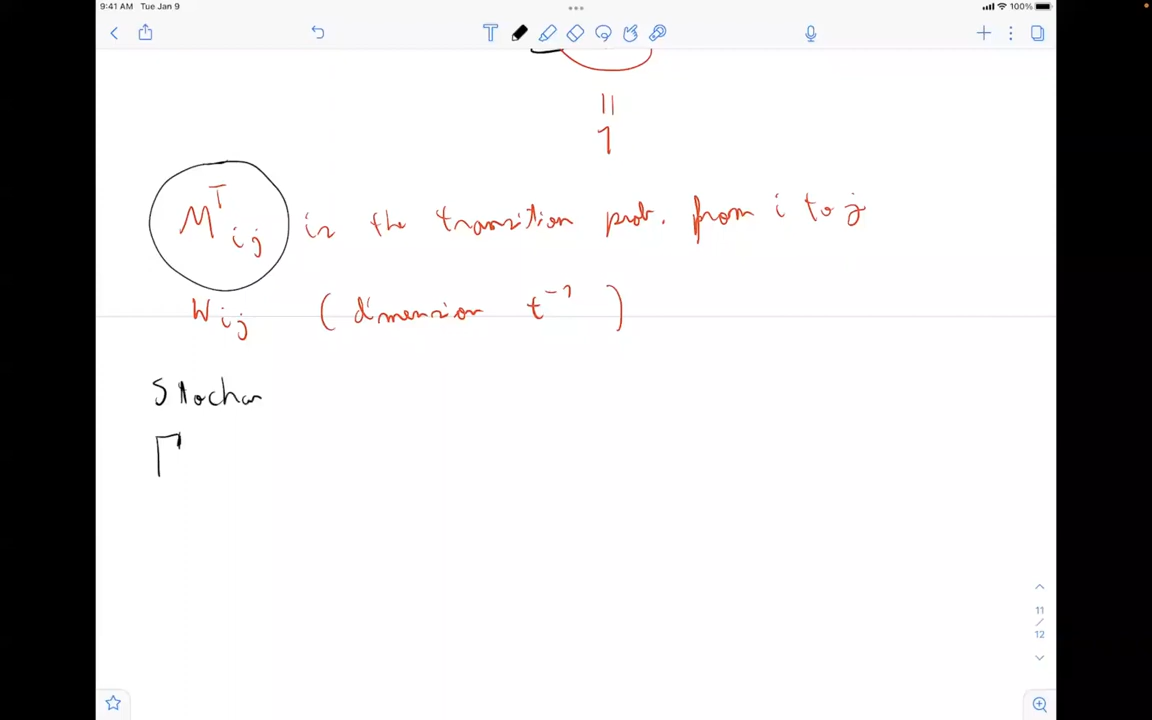 9:41 AM Tue Jan 9
100%
T
||
1
M^T_ij is the transition prob. from i to j
W_ij ( dimension t^-1 )
Stochas
Γ
11
/
12